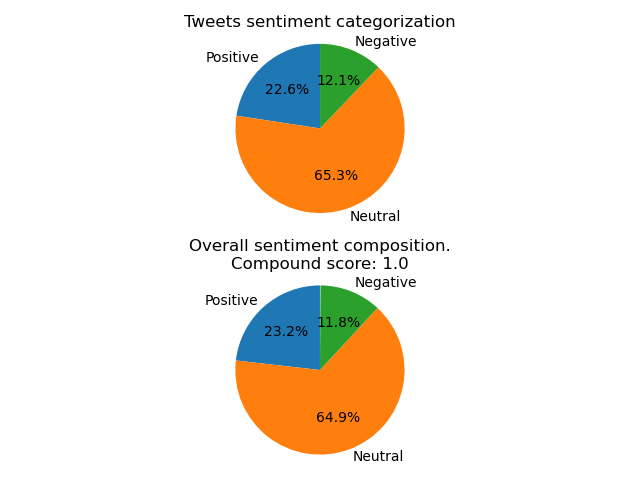 Tweets sentiment categorization
Negative
Positive
12.1%
22.6%
65.3%
Neutral
Overall sentiment composition.
Compound score: 1.0
Negative
Positive
11.8%
23.2%
64.9%
Neutral